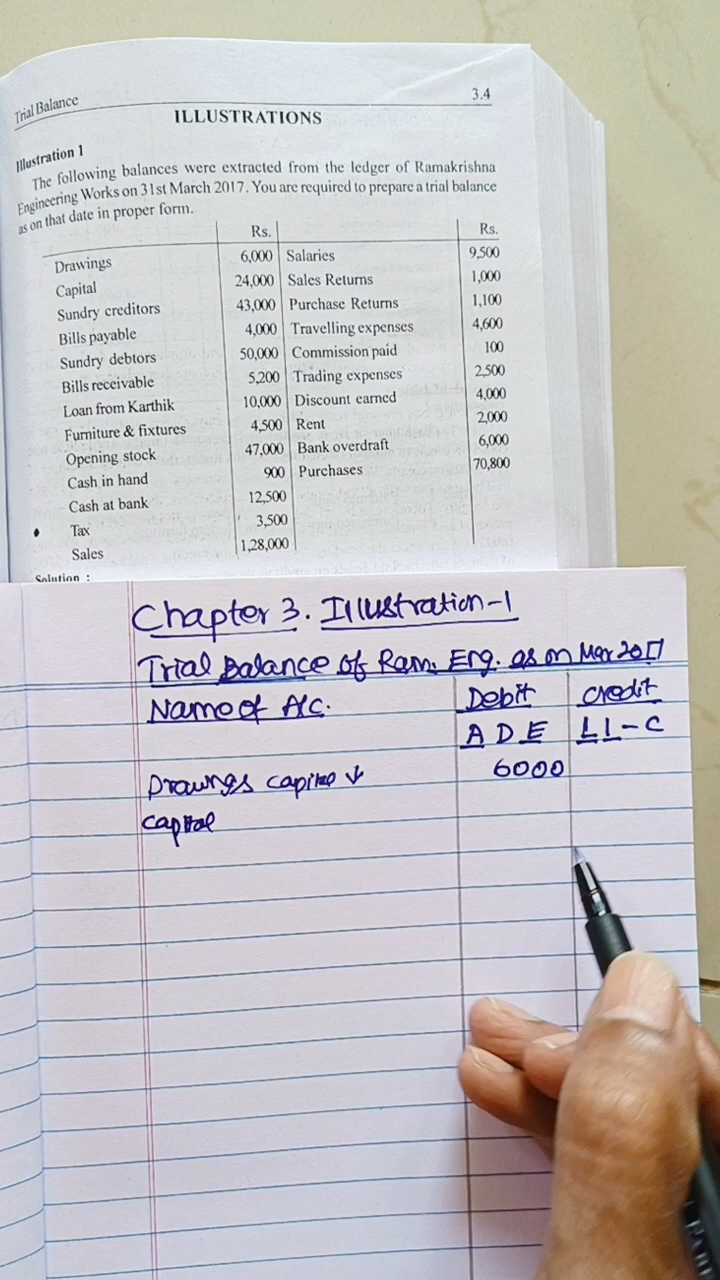 Trial Balance 3.4
ILLUSTRATIONS
Illustration 1
The following balances were extracted from the ledger of Ramakrishna
Engineering Works on 31st March 2017. You are required to prepare a trial balance
as on that date in proper form.
Rs. Rs.
Drawings 6,000 Salaries 9,500
Capital 24,000 Sales Returns 1,000
Sundry creditors 43,000 Purchase Returns 1,100
Bills payable 4,000 Travelling expenses 4,600
Sundry debtors 50,000 Commission paid 100
Bills receivable 5,200 Trading expenses 2,500
Loan from Karthik 10,000 Discount earned 4,000
Furniture & fixtures 4,500 Rent 2,000
Opening stock 47,000 Bank overdraft 6,000
Cash in hand 900 Purchases 70,800
Cash at bank 12,500
Tax 3,500
Sales 1,28,000
Solution :
Chapter 3. Illustration-1
Trial Balance of Ram. Eng. as on Mar 2017
Name of A/c. Debit Credit
A D E L I - C
Drawings capital ↓ 6000
Capital